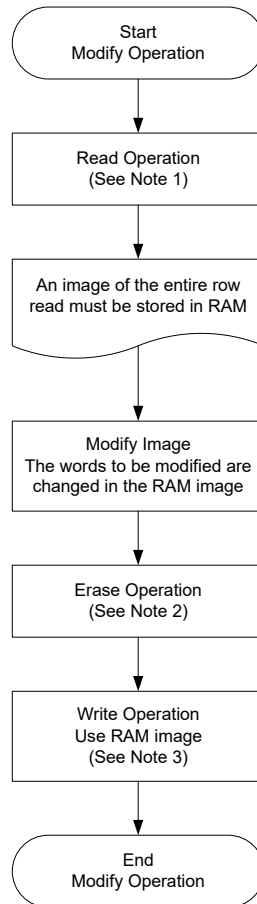 Start
Modify Operation
Read Operation
(See Note 1)
An image of the entire row
read must be stored in RAM
Modify Image
The words to be modified are
changed in the RAM image
Erase Operation
(See Note 2)
Write Operation
Use RAM image
(See Note 3)
End
Modify Operation